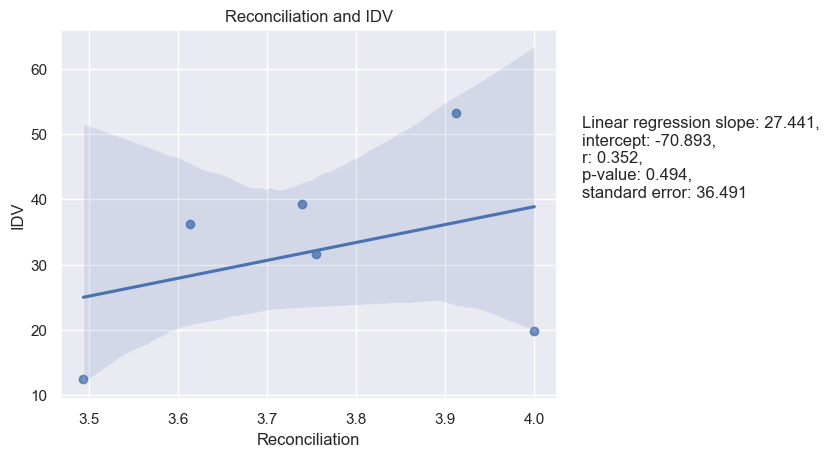 Reconciliation and IDV
60
50
40
30
20
10
IDV
3.5 3.6 3.7 3.8 3.9 4.0
Reconciliation
Linear regression slope: 27.441,
intercept: -70.893,
r: 0.352,
p-value: 0.494,
standard error: 36.491